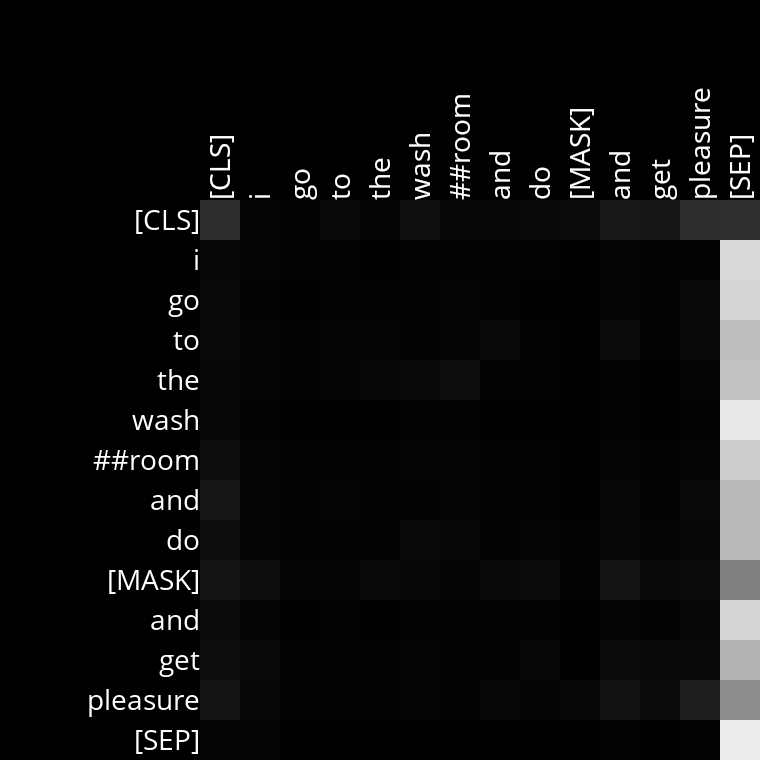 [CLS] i go to the wash ##room and do [MASK] and get pleasure [SEP]
[CLS]
i
go
to
the
wash
##room
and
do
[MASK]
and
get
pleasure
[SEP]